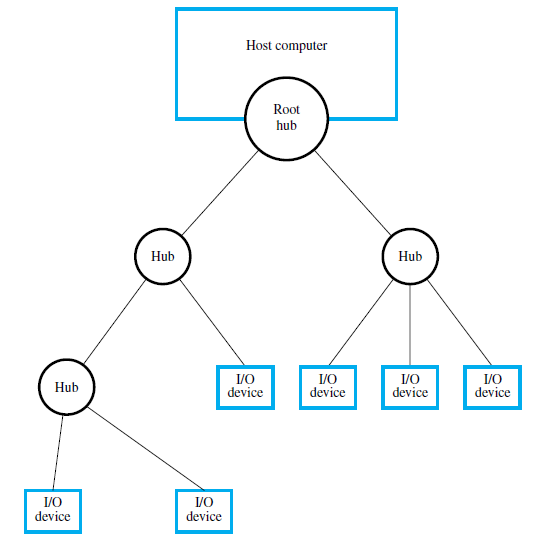 Host computer
Root
hub
Hub
Hub
I/O
device
I/O
device
I/O
device
I/O
device
Hub
I/O
device
I/O
device